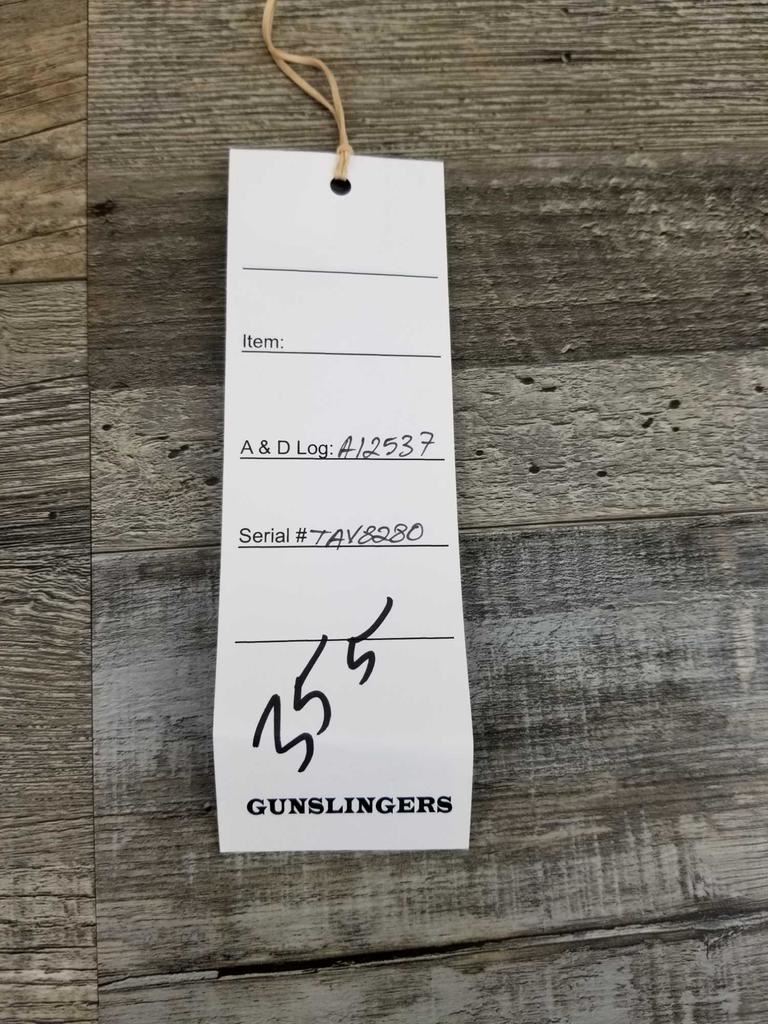 Item:
A & D Log: A12537
Serial # TAV8280
355
GUNSLINGERS